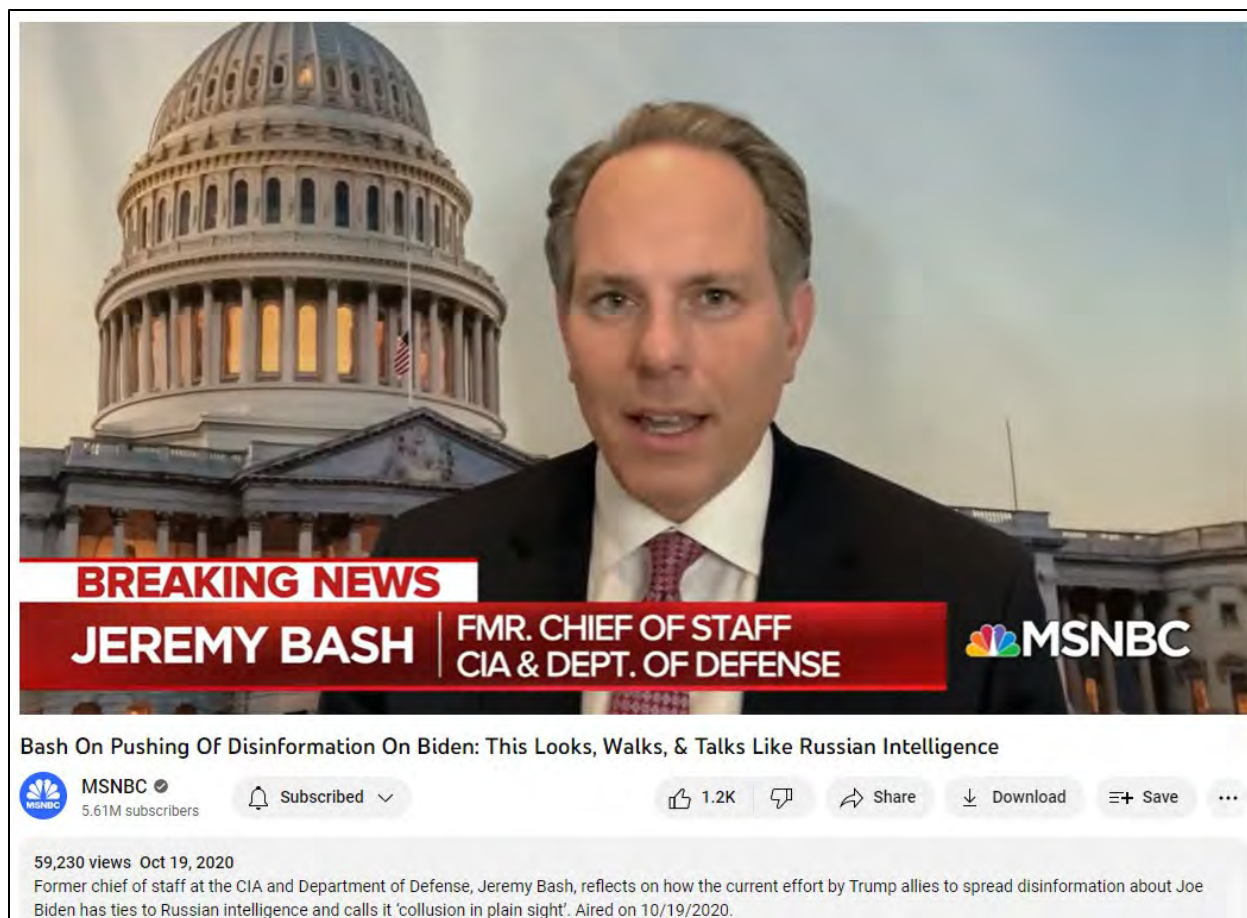 BREAKING NEWS
JEREMY BASH
FMR. CHIEF OF STAFF
CIA & DEPT. OF DEFENSE
MSNBC
Bash On Pushing Of Disinformation On Biden: This Looks, Walks, & Talks Like Russian Intelligence
MSNBC
MSNBC
5.61M subscribers
Subscribed
1.2K
Share
Download
Save
59,230 views Oct 19, 2020
Former chief of staff at the CIA and Department of Defense, Jeremy Bash, reflects on how the current effort by Trump allies to spread disinformation about Joe
Biden has ties to Russian intelligence and calls it 'collusion in plain sight'. Aired on 10/19/2020.